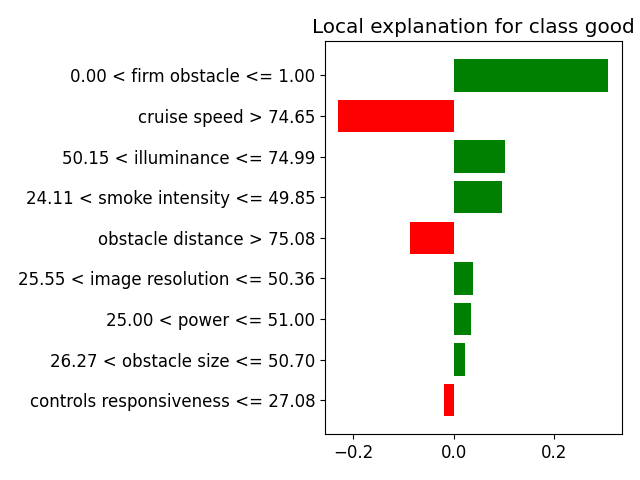 Local explanation for class good
0.00 < firm obstacle <= 1.00
cruise speed > 74.65
50.15 < illuminance <= 74.99
24.11 < smoke intensity <= 49.85
obstacle distance > 75.08
25.55 < image resolution <= 50.36
25.00 < power <= 51.00
26.27 < obstacle size <= 50.70
controls responsiveness <= 27.08
−0.2 0.0 0.2